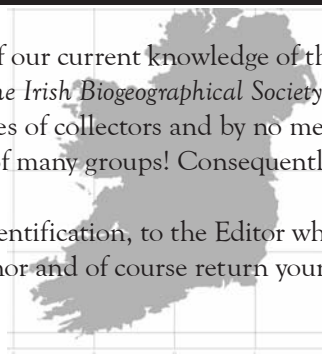 of our current knowledge of th
he Irish Biogeographical Society
es of collectors and by no me
of many groups! Consequentl
entification, to the Editor wh
hor and of course return your